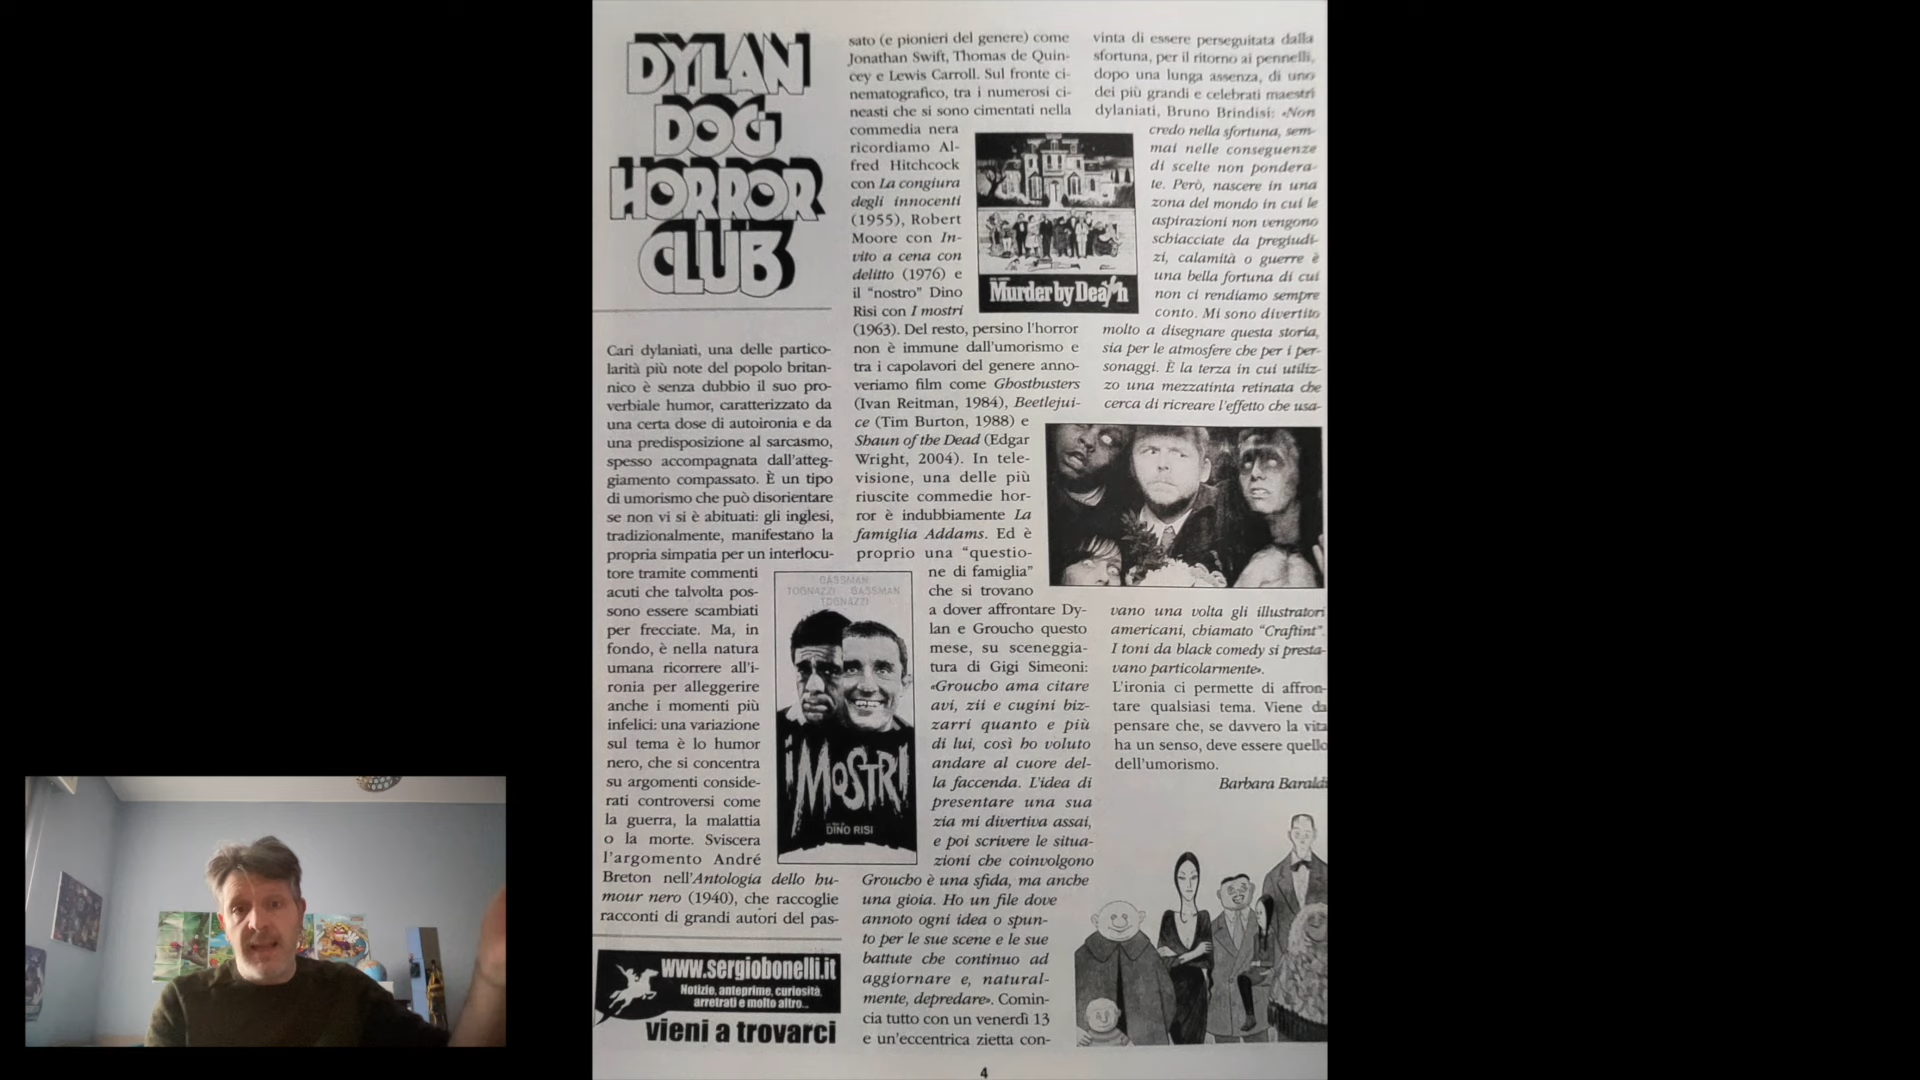 DYLAN
DOG
HORROR
CLUB
Cari dylaniati, una delle partico-
larità più note del popolo britan-
nico è senza dubbio il suo pro-
verbiale humor, caratterizzato da
una certa dose di autoironia e da
una predisposizione al sarcasmo,
spesso accompagnata dall'atteg-
giamento compassato. È un tipo
di umorismo che può disorientare
se non vi si è abituati: gli inglesi,
tradizionalmente, manifestano la
propria simpatia per un interlocu-
tore tramite commenti
acuti che talvolta pos-
sono essere scambiati
per frecciate. Ma, in
fondo, è nella natura
umana ricorrere all'i-
ronia per alleggerire
anche i momenti più
infelici: una variazione
sul tema è lo humor
nero, che si concentra
su argomenti conside-
rati controversi come
la guerra, la malattia
o la morte. Sviscera
l'argomento André
Breton nell'Antologia dello hu-
mour nero (1940), che raccoglie
racconti di grandi autori del pas-
sato (e pionieri del genere) come
Jonathan Swift, Thomas de Quin-
cey e Lewis Carroll. Sul fronte ci-
nematografico, tra i numerosi ci-
neasti che si sono cimentati nella
commedia nera
ricordiamo Al-
fred Hitchcock
con La congiura
degli innocenti
(1955), Robert
Moore con In-
vito a cena con
delitto (1976) e
il "nostro" Dino
Risi con I mostri
(1963). Del resto, persino l'horror
non è immune dall'umorismo e
tra i capolavori del genere anno-
veriamo film come Ghostbusters
(Ivan Reitman, 1984), Beetlejui-
ce (Tim Burton, 1988) e
Shaun of the Dead (Edgar
Wright, 2004). In tele-
visione, una delle più
riuscite commedie hor-
ror è indubbiamente La
famiglia Addams. Ed è
proprio una "questio-
ne di famiglia"
che si trovano
a dover affrontare Dy-
lan e Groucho questo
mese, su sceneggia-
tura di Gigi Simeoni:
«Groucho ama citare
avi, zii e cugini biz-
zarri quanto e più
di lui, così ho voluto
andare al cuore del-
la faccenda. L'idea di
presentare una sua
zia mi divertiva assai,
e poi scrivere le situa-
zioni che coinvolgono
Groucho è una sfida, ma anche
una gioia. Ho un file dove
annoto ogni idea o spun-
to per le sue scene e le sue
battute che continuo ad
aggiornare e, natural-
mente, depredare». Comin-
cia tutto con un venerdì 13
e un'eccentrica zietta con-
vinta di essere perseguitata dalla
sfortuna, per il ritorno ai pennelli,
dopo una lunga assenza, di uno
dei più grandi e celebrati maestri
dylaniati, Bruno Brindisi: «Non
credo nella sfortuna, sem-
mai nelle conseguenze
di scelte non pondera-
te. Però, nascere in una
zona del mondo in cui le
aspirazioni non vengono
schiacciate da pregiudi-
zi, calamità o guerre è
una bella fortuna di cui
non ci rendiamo sempre
conto. Mi sono divertito
molto a disegnare questa storia,
sia per le atmosfere che per i per-
sonaggi. È la terza in cui utiliz-
zo una mezzatinta retinata che
cerca di ricreare l'effetto che usa-
vano una volta gli illustratori
americani, chiamato "Craftint".
I toni da black comedy si presta-
vano particolarmente».
L'ironia ci permette di affron-
tare qualsiasi tema. Viene da
pensare che, se davvero la vita
ha un senso, deve essere quello
dell'umorismo.
Barbara Baraldi
Murder by Death
GASSMAN
TOGNAZZI GASSMAN
TOGNAZZI
I MOSTRI
DINO RISI
www.sergiobonelli.it
Notizie, anteprime, curiosità,
arretrati e molto altro...
vieni a trovarci
4